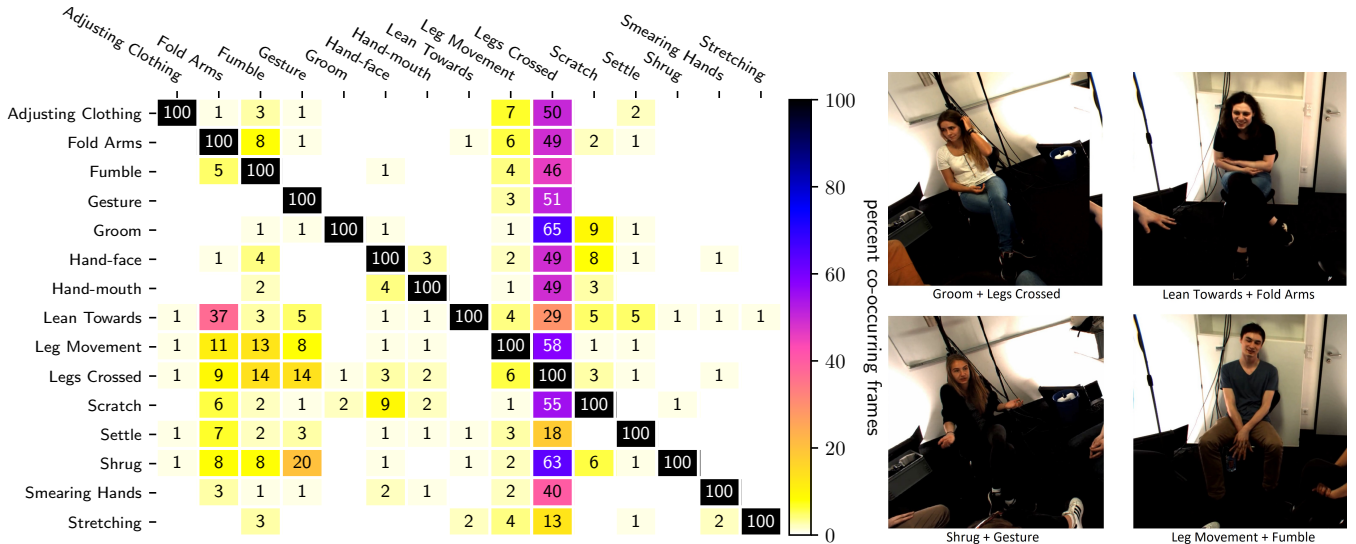 Adjusting Clothing
Fold Arms
Fumble
Gesture
Groom
Hand-face
Hand-mouth
Lean Towards
Leg Movement
Legs Crossed
Scratch
Settle
Shrug
Smearing Hands
Stretching
Adjusting Clothing 100 1 3 1 7 50 2
Fold Arms 100 8 1 1 6 49 2 1
Fumble 5 100 1 4 46
Gesture 100 3 51
Groom 1 1 100 1 1 65 9 1
Hand-face 1 4 100 3 2 49 8 1 1
Hand-mouth 2 4 100 1 49 3
Lean Towards 1 37 3 5 1 1 100 4 29 5 5 1 1 1
Leg Movement 1 11 13 8 1 1 100 58 1 1
Legs Crossed 1 9 14 14 1 3 2 6 100 3 1 1
Scratch 6 2 1 2 9 2 1 55 100 1
Settle 1 7 2 3 1 1 1 3 18 100
Shrug 1 8 8 20 1 1 2 63 6 1 100
Smearing Hands 3 1 1 2 1 2 40 100
Stretching 3 2 4 13 1 2 100
100
80
60
40
20
0
percent co-occurring frames
Groom + Legs Crossed
Lean Towards + Fold Arms
Shrug + Gesture
Leg Movement + Fumble